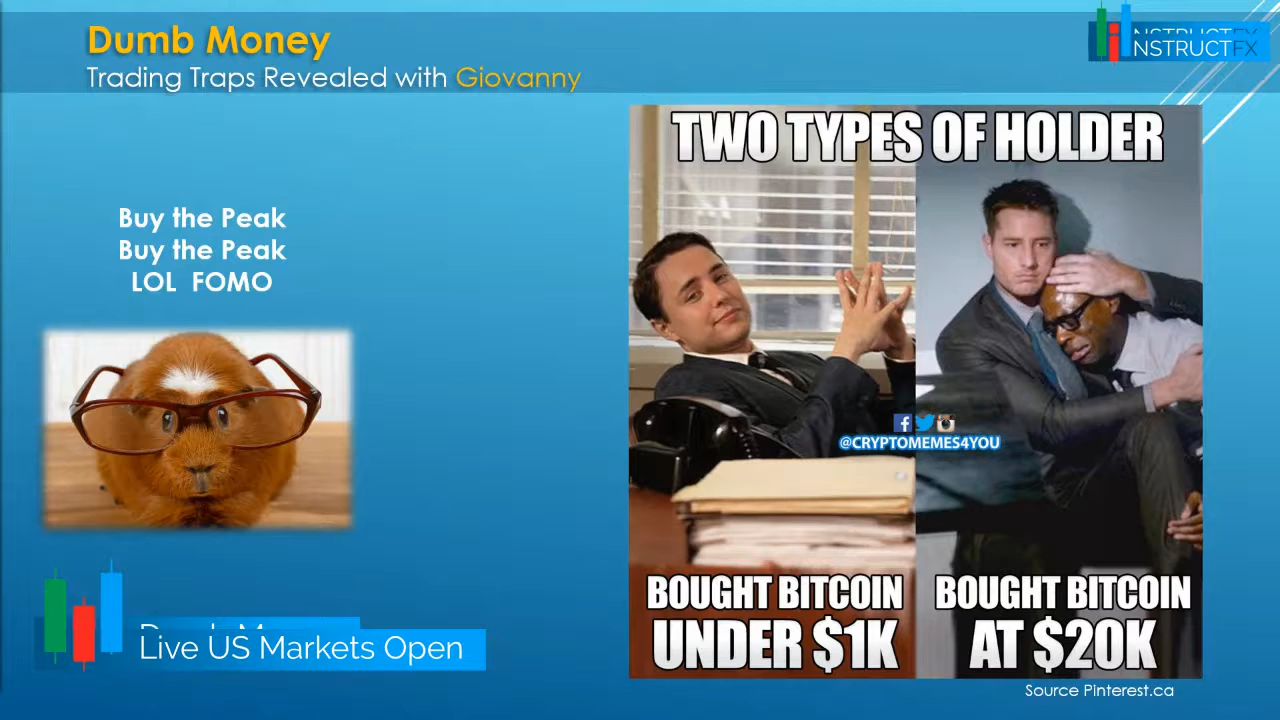 Dumb Money
Trading Traps Revealed with Giovanny
NSTRUCTFX
Buy the Peak
Buy the Peak
LOL FOMO
TWO TYPES OF HOLDER
@CRYPTOMEMES4YOU
BOUGHT BITCOIN
UNDER $1K
BOUGHT BITCOIN
AT $20K
Live US Markets Open
Source Pinterest.ca